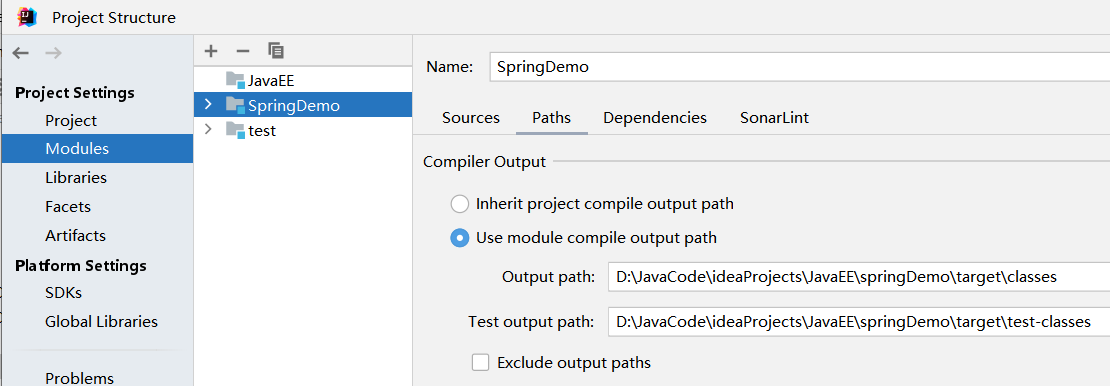 Project Structure
Project Settings
Project
Modules
Libraries
Facets
Artifacts
Platform Settings
SDKs
Global Libraries
Problems
JavaEE
SpringDemo
test
Name: SpringDemo
Sources Paths Dependencies SonarLint
Compiler Output
Inherit project compile output path
Use module compile output path
Output path: D:\JavaCode\ideaProjects\JavaEE\springDemo\target\classes
Test output path: D:\JavaCode\ideaProjects\JavaEE\springDemo\target\test-classes
Exclude output paths